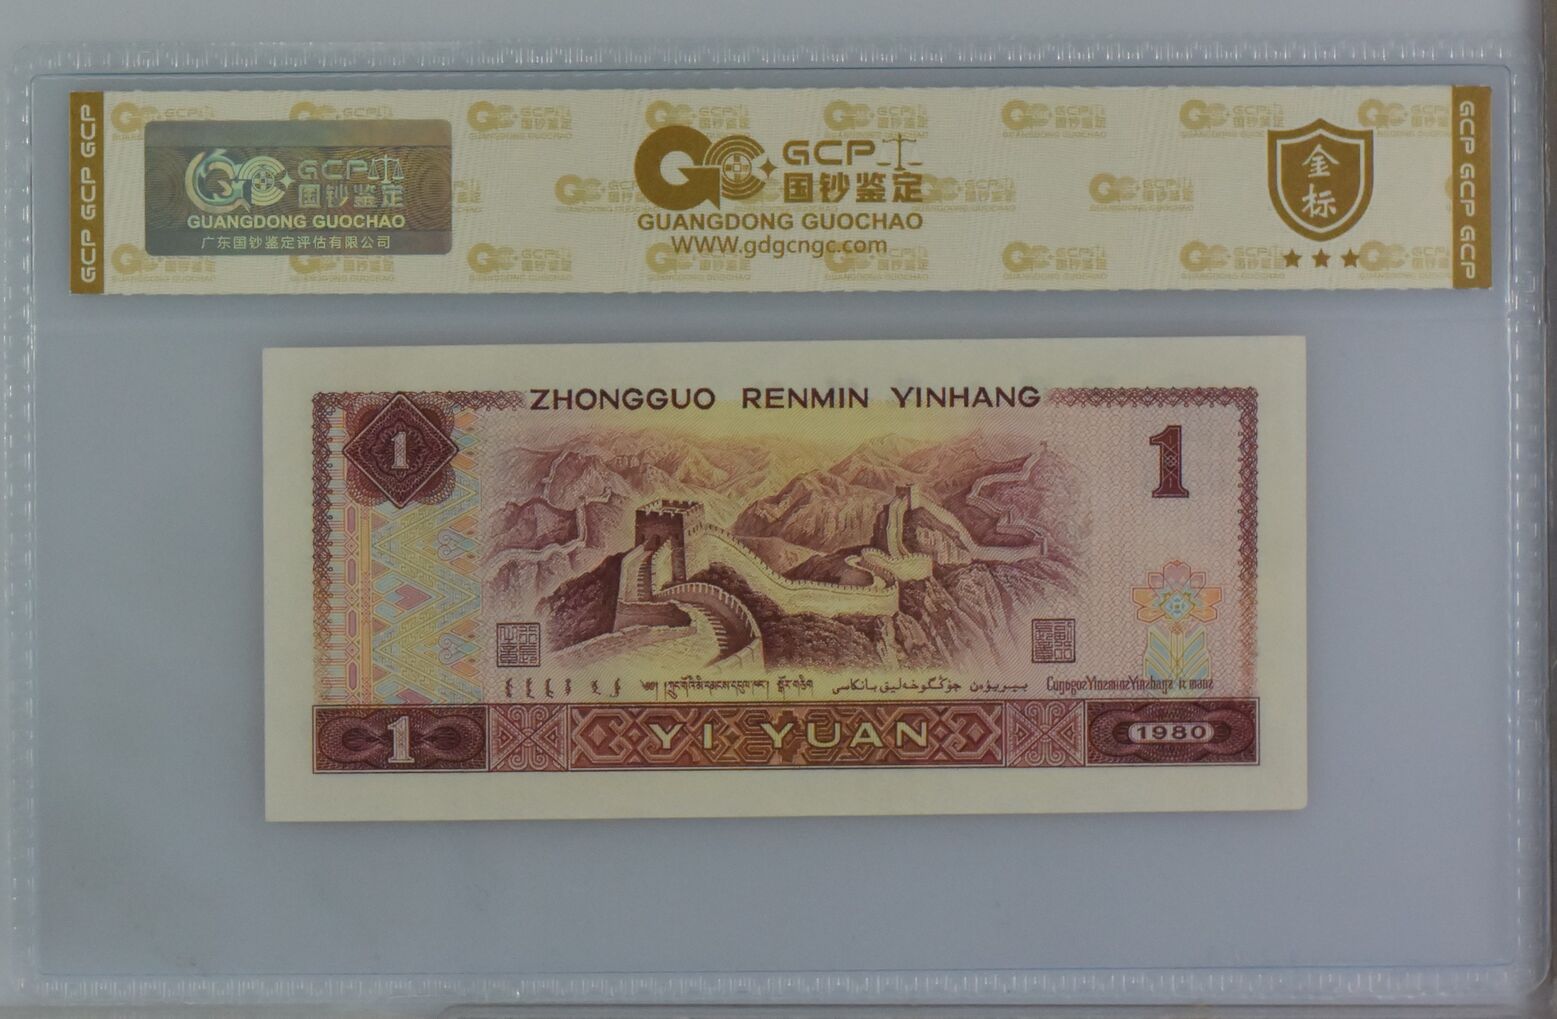 GCP GCP GCP
GCP
国钞鉴定
GUANGDONG GUOCHAO
广东国钞鉴定评估有限公司
GCP
国钞鉴定
GUANGDONG GUOCHAO
WWW.gdgcngc.com
金标
GCP GCP GCP
ZHONGGUO RENMIN YINHANG
1
1
1
YI YUAN
1980